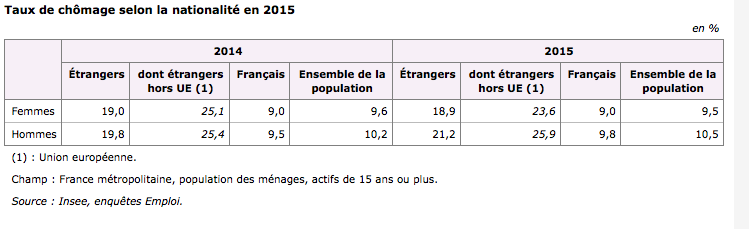 Taux de chômage selon la nationalité en 2015
en %
2014 2015
Étrangers dont étrangers hors UE (1) Français Ensemble de la population Étrangers dont étrangers hors UE (1) Français Ensemble de la population
Femmes 19,0 25,1 9,0 9,6 18,9 23,6 9,0 9,5
Hommes 19,8 25,4 9,5 10,2 21,2 25,9 9,8 10,5
(1) : Union européenne.
Champ : France métropolitaine, population des ménages, actifs de 15 ans ou plus.
Source : Insee, enquêtes Emploi.